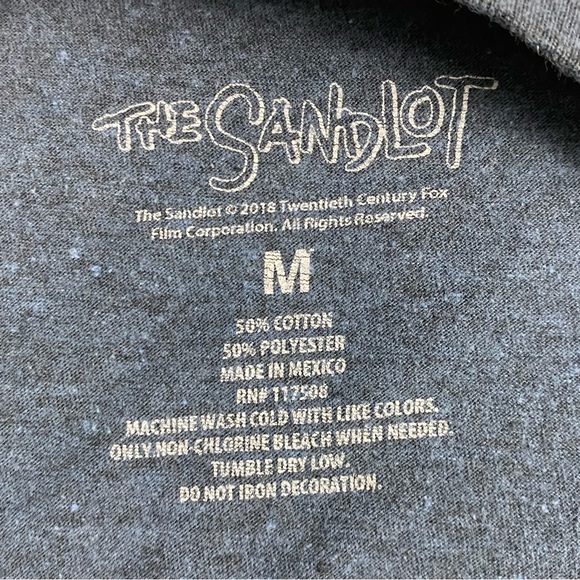 THE SANDLOT
The Sandlot © 2018 Twentieth Century Fox
Film Corporation. All Rights Reserved.
M
50% COTTON
50% POLYESTER
MADE IN MEXICO
RN# 117508
MACHINE WASH COLD WITH LIKE COLORS.
ONLY NON-CHLORINE BLEACH WHEN NEEDED.
TUMBLE DRY LOW.
DO NOT IRON DECORATION.